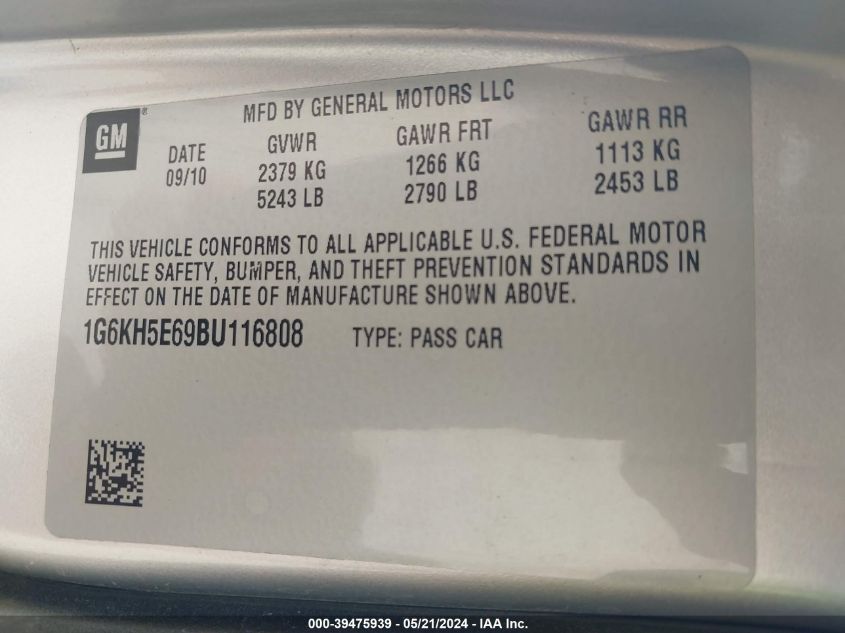 GM®
MFD BY GENERAL MOTORS LLC
DATE GVWR GAWR FRT GAWR RR
09/10 2379 KG 1266 KG 1113 KG
5243 LB 2790 LB 2453 LB
THIS VEHICLE CONFORMS TO ALL APPLICABLE U.S. FEDERAL MOTOR
VEHICLE SAFETY, BUMPER, AND THEFT PREVENTION STANDARDS IN
EFFECT ON THE DATE OF MANUFACTURE SHOWN ABOVE.
1G6KH5E69BU116808 TYPE: PASS CAR
000-39475939 - 05/21/2024 - IAA Inc.